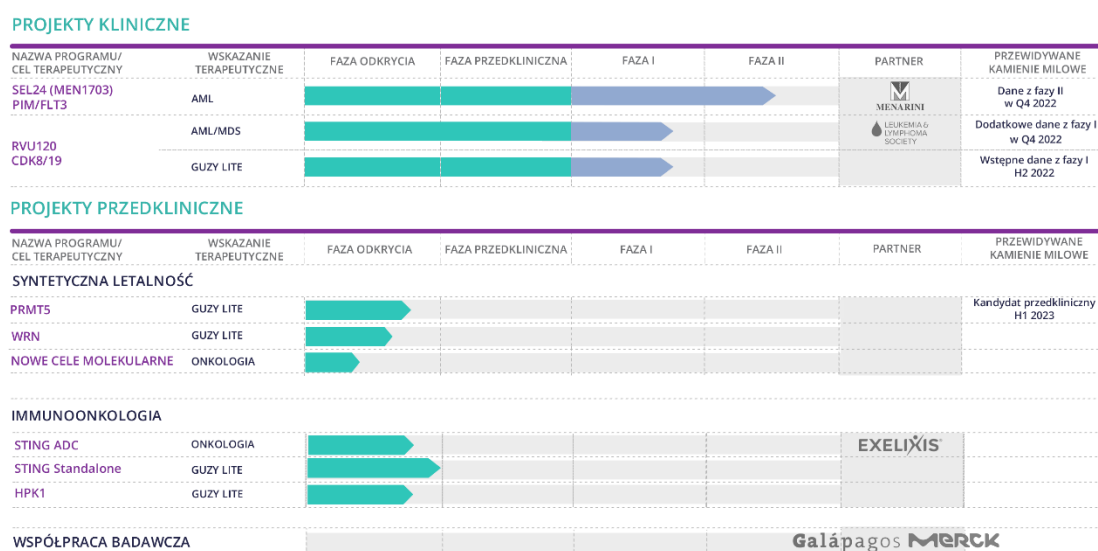 PROJEKTY KLINICZNE
NAZWA PROGRAMU/
CEL TERAPEUTYCZNY
WSKAZANIE
TERAPEUTYCZNE
FAZA ODKRYCIA
FAZA PRZEDKLINICZNA
FAZA I
FAZA II
PARTNER
PRZEWIDYWANE
KAMIENIE MILOWE
SEL24 (MEN1703)
PIM/FLT3
AML
MENARINI
Dane z fazy II
w Q4 2022
RVU120
CDK8/19
AML/MDS
LEUKEMIA &
LYMPHOMA
SOCIETY
Dodatkowe dane z fazy I
w Q4 2022
GUZY LITE
Wstępne dane z fazy I
H2 2022
PROJEKTY PRZEDKLINICZNE
NAZWA PROGRAMU/
CEL TERAPEUTYCZNY
WSKAZANIE
TERAPEUTYCZNE
FAZA ODKRYCIA
FAZA PRZEDKLINICZNA
FAZA I
FAZA II
PARTNER
PRZEWIDYWANE
KAMIENIE MILOWE
SYNTETYCZNA LETALNOŚĆ
PRMT5
GUZY LITE
Kandydat przedkliniczny
H1 2023
WRN
GUZY LITE
NOWE CELE MOLEKULARNE
ONKOLOGIA
IMMUNOONKOLOGIA
STING ADC
ONKOLOGIA
EXELIXIS
STING Standalone
GUZY LITE
HPK1
GUZY LITE
WSPÓŁPRACA BADAWCZA
Galápagos
MERCK